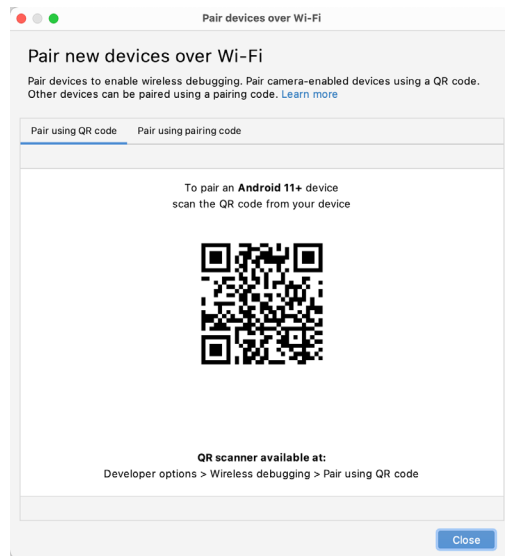 Pair devices over Wi-Fi
Pair new devices over Wi-Fi
Pair devices to enable wireless debugging. Pair camera-enabled devices using a QR code.
Other devices can be paired using a pairing code. Learn more
Pair using QR code
Pair using pairing code
To pair an Android 11+ device
scan the QR code from your device
QR scanner available at:
Developer options > Wireless debugging > Pair using QR code
Close